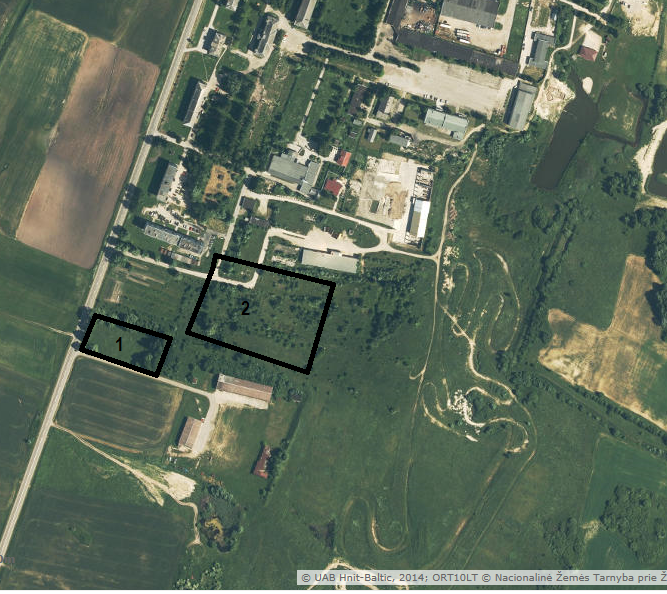 2
1
© UAB Hnit-Baltic, 2014; ORT10LT © Nacionalinė Žemės Tarnyba prie Ž